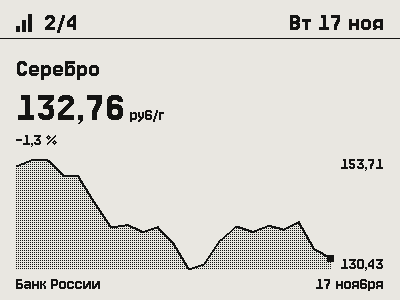 2/4 Вт 17 ноя
Серебро
132,76 руб/г
−1,3 %
153,71
130,43
Банк России 17 ноября